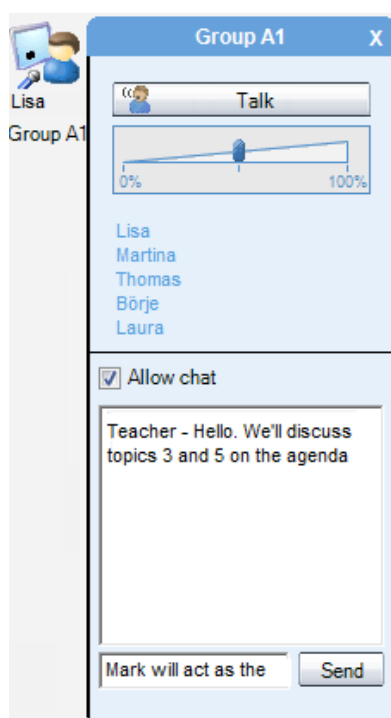 Group A1
X
Lisa
Group A1
Talk
0%
100%
Lisa
Martina
Thomas
Börje
Laura
Allow chat
Teacher - Hello. We'll discuss
topics 3 and 5 on the agenda
Mark will act as the
Send